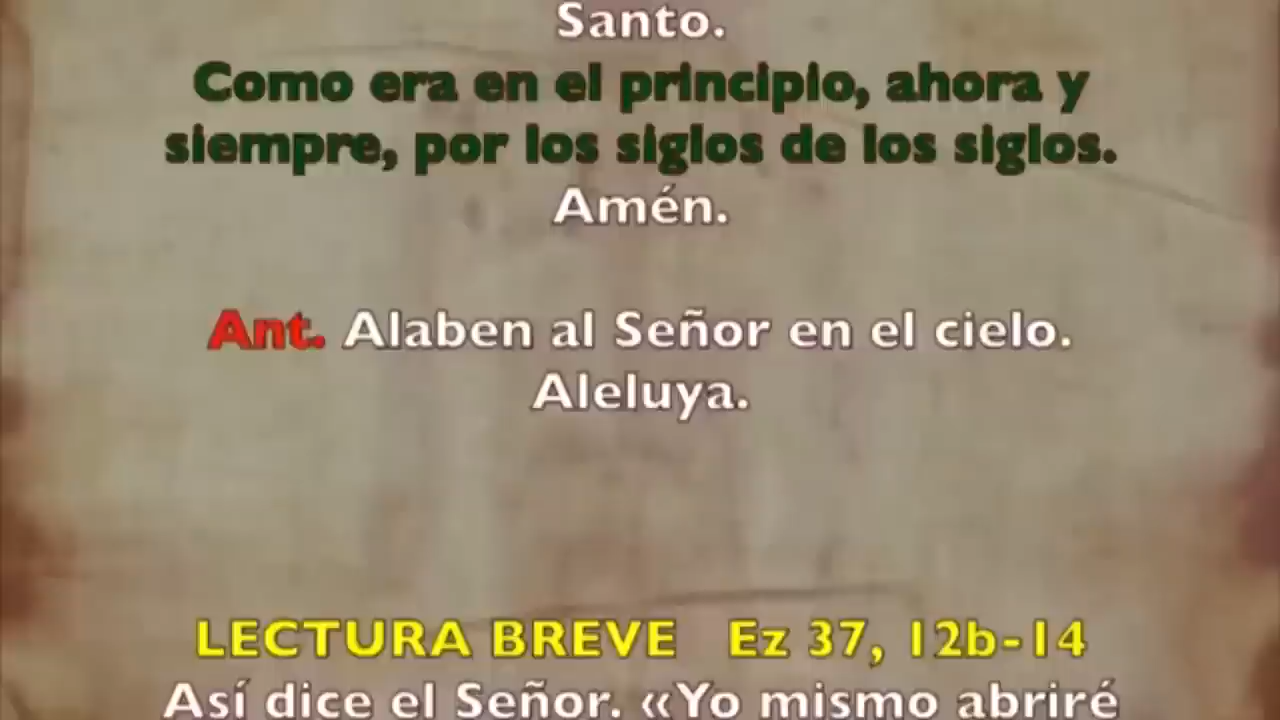 Santo.
Como era en el principio, ahora y
siempre, por los siglos de los siglos.
Amén.
Ant. Alaben al Señor en el cielo.
Aleluya.
LECTURA BREVE Ez 37, 12b-14
Así dice el Señor. «Yo mismo abriré